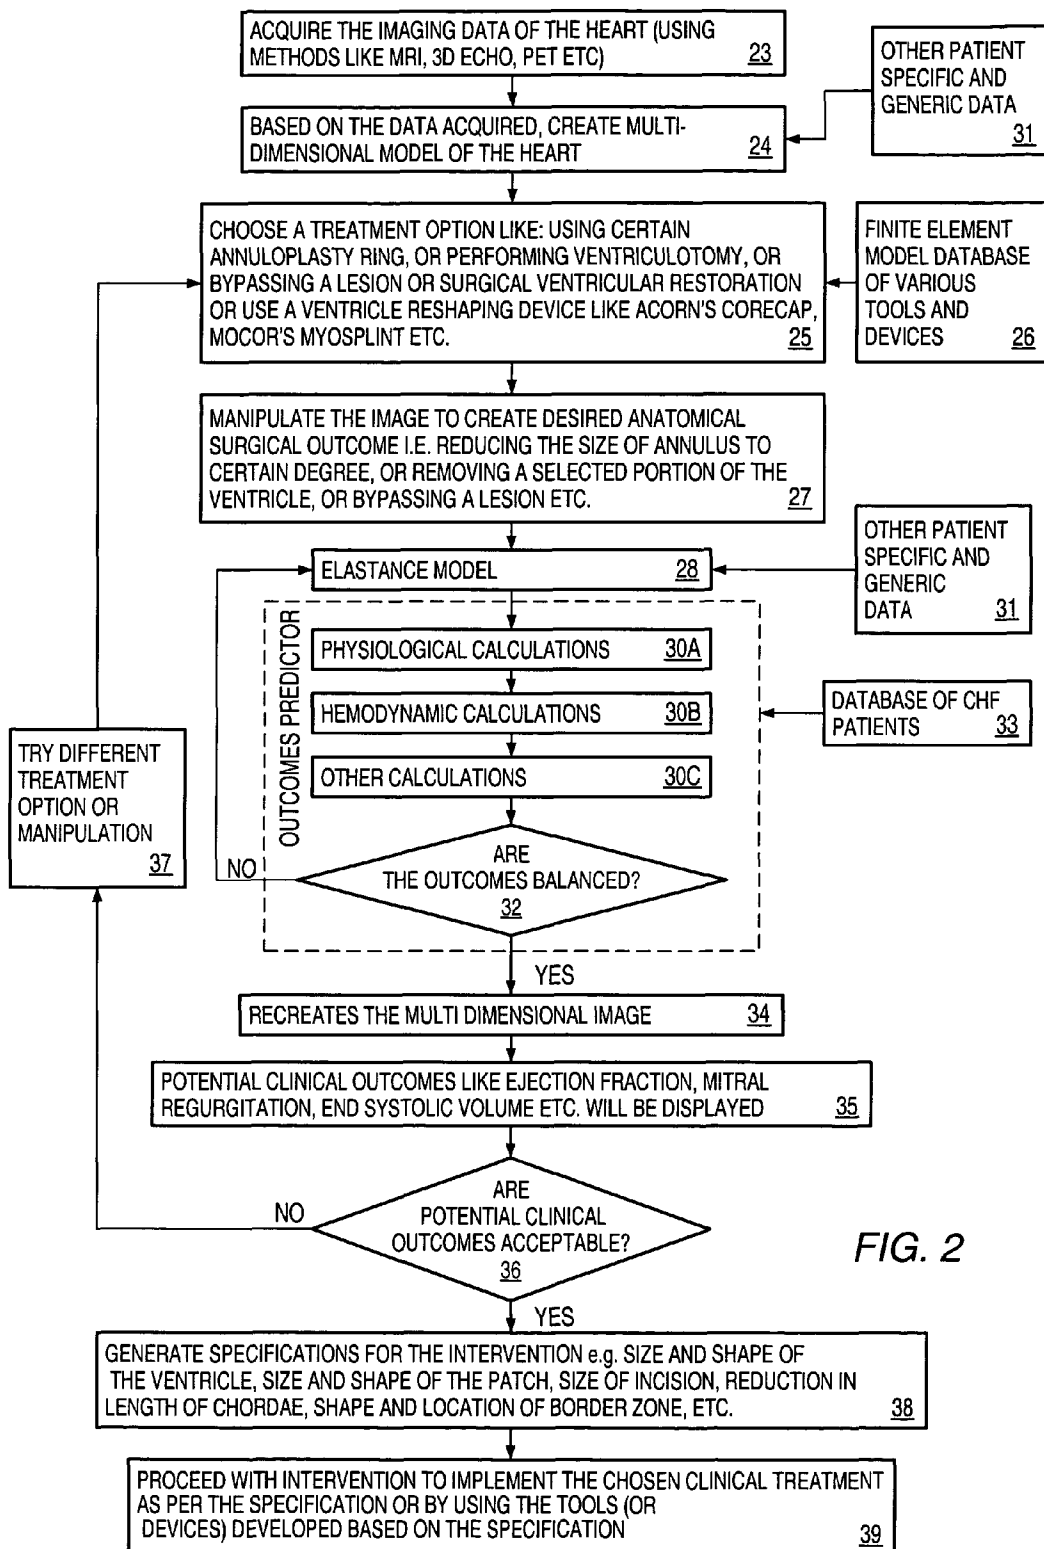 ACQUIRE THE IMAGING DATA OF THE HEART (USING
METHODS LIKE MRI, 3D ECHO, PET ETC)
23
OTHER PATIENT
SPECIFIC AND
GENERIC DATA
31
BASED ON THE DATA ACQUIRED, CREATE MULTI-
DIMENSIONAL MODEL OF THE HEART
24
CHOOSE A TREATMENT OPTION LIKE: USING CERTAIN
ANNULOPLASTY RING, OR PERFORMING VENTRICULOTOMY, OR
BYPASSING A LESION OR SURGICAL VENTRICULAR RESTORATION
OR USE A VENTRICLE RESHAPING DEVICE LIKE ACORN'S CORECAP,
MOCOR'S MYOSPLINT ETC.
25
FINITE ELEMENT
MODEL DATABASE
OF VARIOUS
TOOLS AND
DEVICES
26
MANIPULATE THE IMAGE TO CREATE DESIRED ANATOMICAL
SURGICAL OUTCOME I.E. REDUCING THE SIZE OF ANNULUS TO
CERTAIN DEGREE, OR REMOVING A SELECTED PORTION OF THE
VENTRICLE, OR BYPASSING A LESION ETC.
27
OTHER PATIENT
SPECIFIC AND
GENERIC
DATA
31
ELASTANCE MODEL 28
OUTCOMES PREDICTOR
PHYSIOLOGICAL CALCULATIONS 30A
HEMODYNAMIC CALCULATIONS 30B
OTHER CALCULATIONS 30C
DATABASE OF CHF
PATIENTS 33
TRY DIFFERENT
TREATMENT
OPTION OR
MANIPULATION
37
ARE
THE OUTCOMES BALANCED?
32
NO
YES
RECREATES THE MULTI DIMENSIONAL IMAGE 34
POTENTIAL CLINICAL OUTCOMES LIKE EJECTION FRACTION, MITRAL
REGURGITATION, END SYSTOLIC VOLUME ETC. WILL BE DISPLAYED
35
ARE
POTENTIAL CLINICAL
OUTCOMES ACCEPTABLE?
36
NO
YES
FIG. 2
GENERATE SPECIFICATIONS FOR THE INTERVENTION e.g. SIZE AND SHAPE OF
THE VENTRICLE, SIZE AND SHAPE OF THE PATCH, SIZE OF INCISION, REDUCTION IN
LENGTH OF CHORDAE, SHAPE AND LOCATION OF BORDER ZONE, ETC.
38
PROCEED WITH INTERVENTION TO IMPLEMENT THE CHOSEN CLINICAL TREATMENT
AS PER THE SPECIFICATION OR BY USING THE TOOLS (OR
DEVICES) DEVELOPED BASED ON THE SPECIFICATION
39